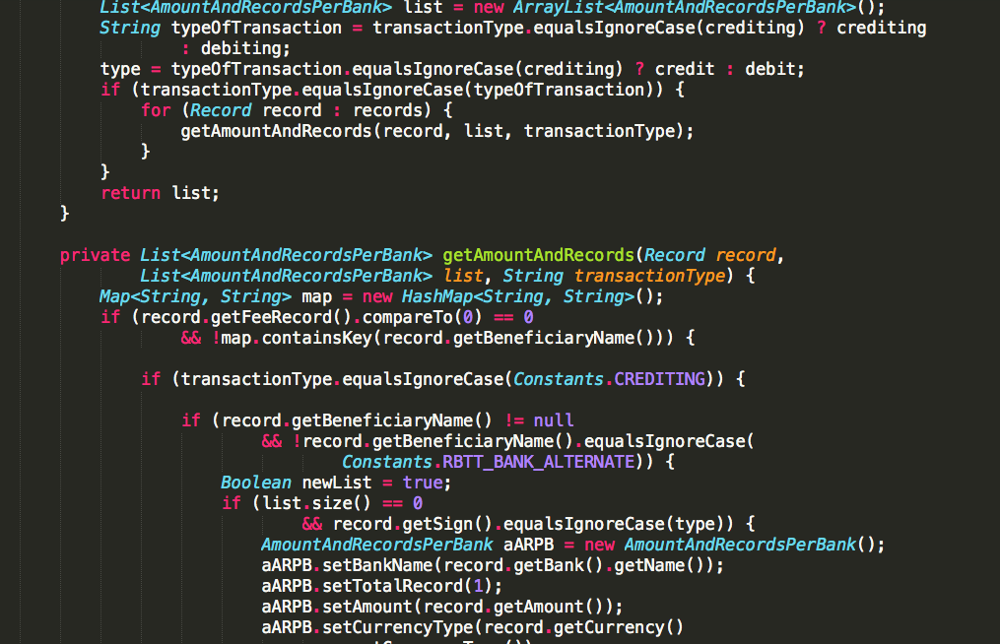 List<AmountAndRecordsPerBank> list = new ArrayList<AmountAndRecordsPerBank>();
String typeOfTransaction = transactionType.equalsIgnoreCase(crediting) ? crediting
: debiting;
type = typeOfTransaction.equalsIgnoreCase(crediting) ? credit : debit;
if (transactionType.equalsIgnoreCase(typeOfTransaction)) {
for (Record record : records) {
getAmountAndRecords(record, list, transactionType);
}
}
return list;
}
private List<AmountAndRecordsPerBank> getAmountAndRecords(Record record,
List<AmountAndRecordsPerBank> list, String transactionType) {
Map<String, String> map = new HashMap<String, String>();
if (record.getFeeRecord().compareTo(0) == 0
&& !map.containsKey(record.getBeneficiaryName())) {
if (transactionType.equalsIgnoreCase(Constants.CREDITING)) {
if (record.getBeneficiaryName() != null
&& !record.getBeneficiaryName().equalsIgnoreCase(
Constants.RBTT_BANK_ALTERNATE)) {
Boolean newList = true;
if (list.size() == 0
&& record.getSign().equalsIgnoreCase(type)) {
AmountAndRecordsPerBank aARPB = new AmountAndRecordsPerBank();
aARPB.setBankName(record.getBank().getName());
aARPB.setTotalRecord(1);
aARPB.setAmount(record.getAmount());
aARPB.setCurrencyType(record.getCurrency()